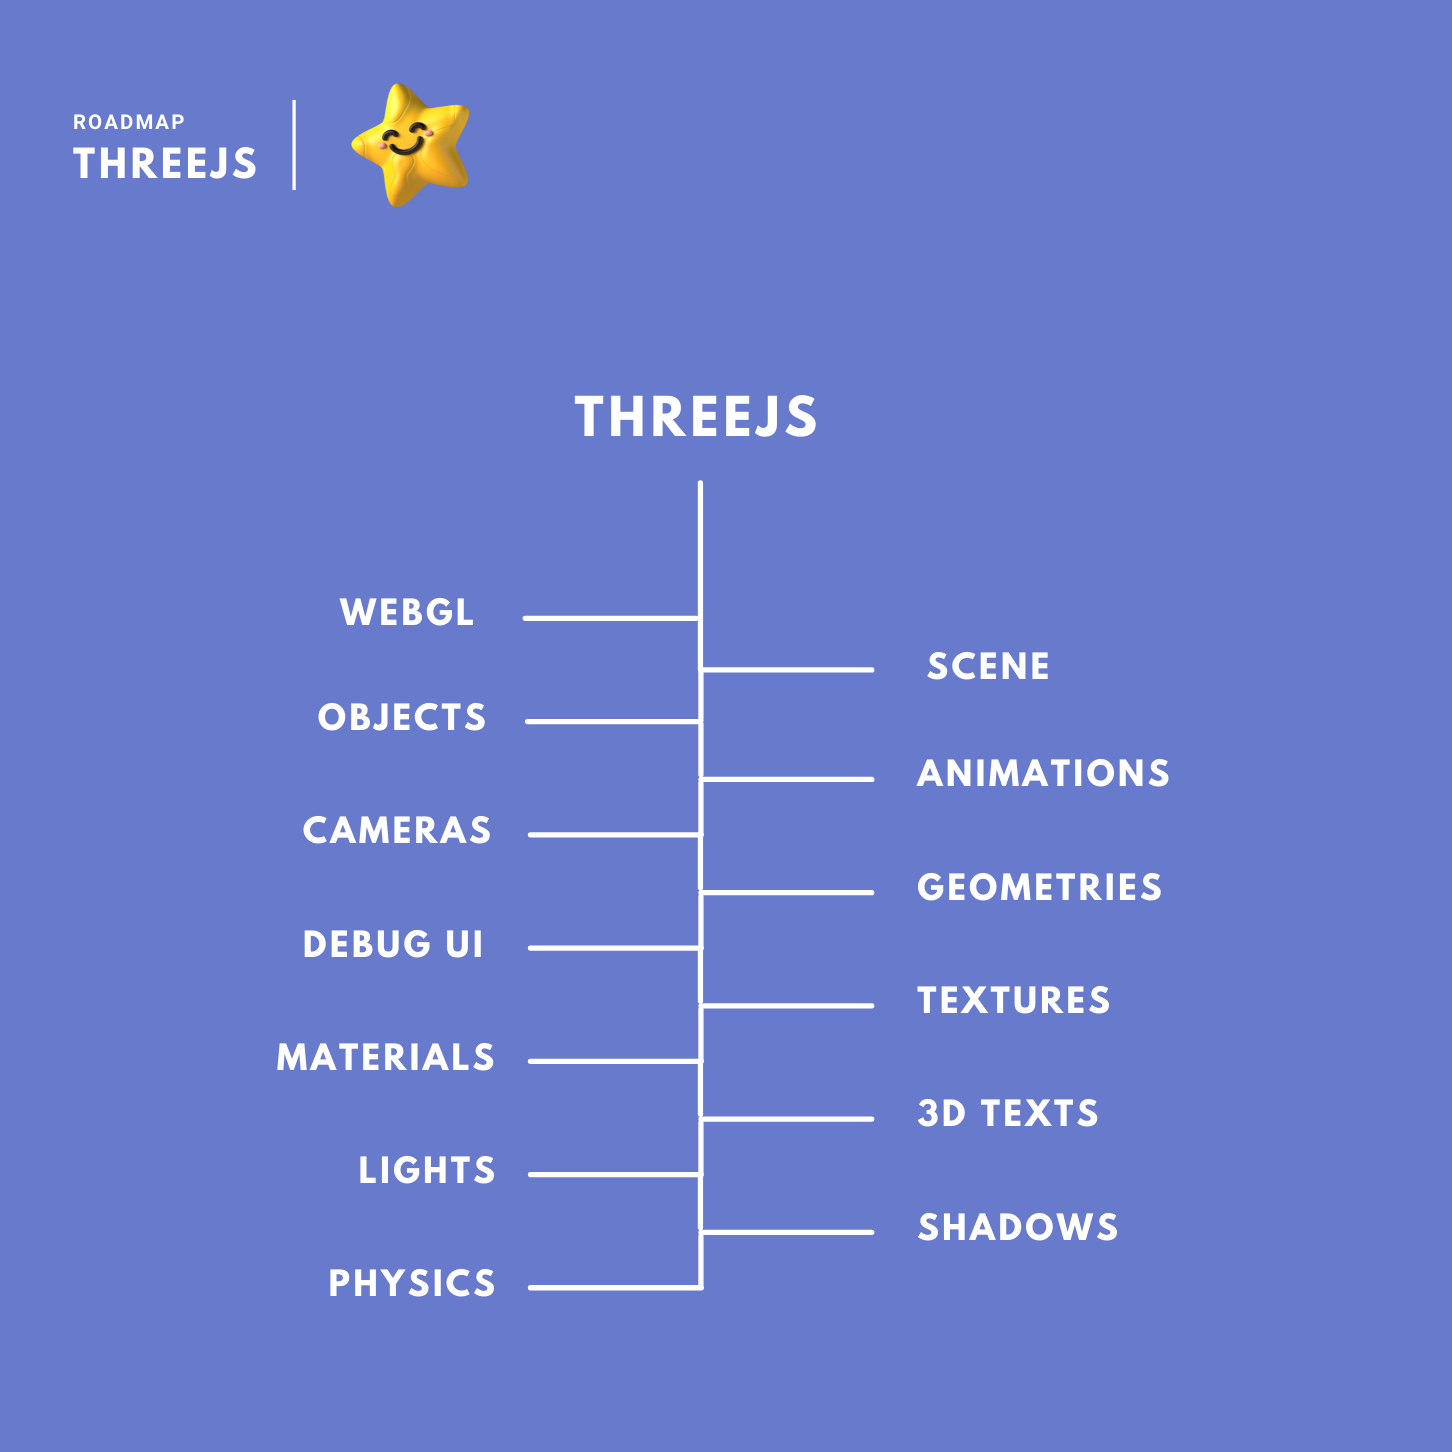 ROADMAP
THREEJS
THREEJS
WEBGL
SCENE
OBJECTS
ANIMATIONS
CAMERAS
GEOMETRIES
DEBUG UI
TEXTURES
MATERIALS
3D TEXTS
LIGHTS
SHADOWS
PHYSICS